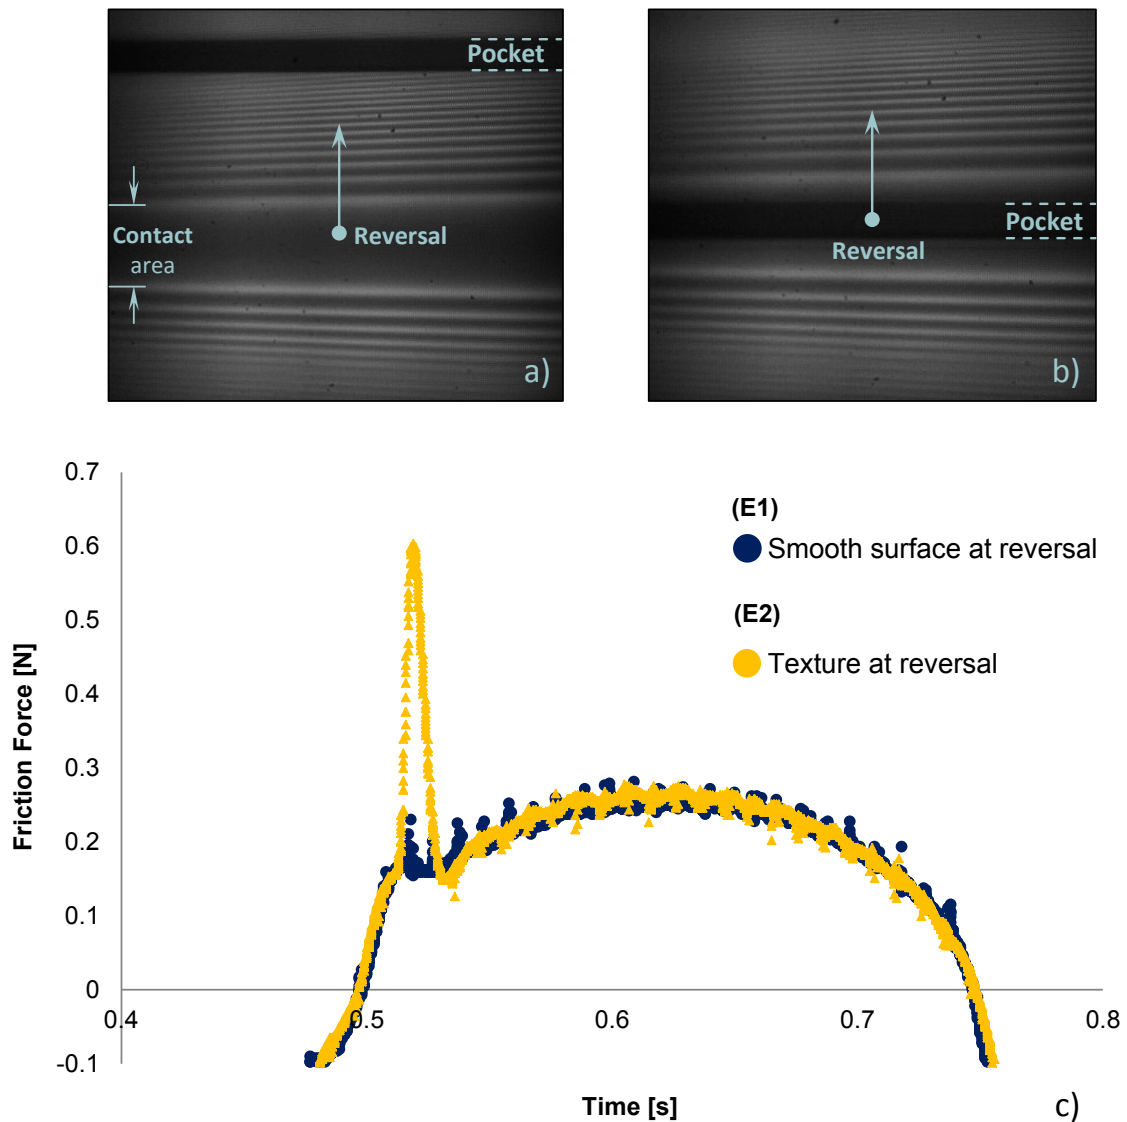 Pocket
Contact
area
Reversal
a)
Pocket
Reversal
b)
0.7
0.6
0.5
0.4
0.3
0.2
0.1
0
-0.1
0.4
0.5
0.6
0.7
0.8
Friction Force [N]
Time [s]
(E1)
Smooth surface at reversal
(E2)
Texture at reversal
c)